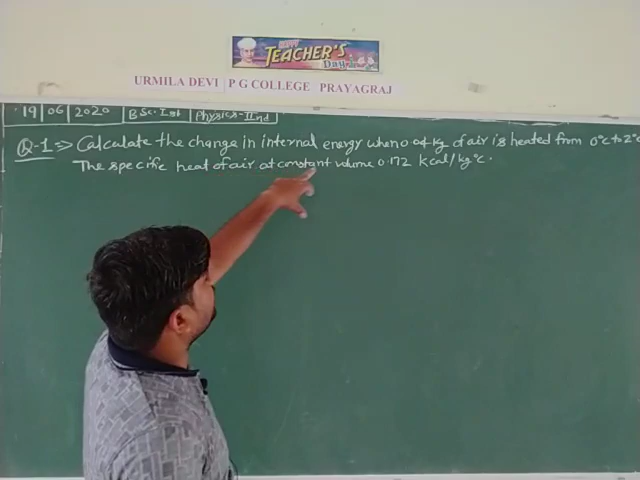 HAPPY
TEACHER'S
Day
URMILA DEVI P G COLLEGE PRAYAGRAJ
19 | 06 | 2020 | B.Sc.-Ist | Physics-IInd
Q-1 => Calculate the change in internal energy when of kg of air is heated from 0°c to 2°c
The specific heat of air at constant volume 0.172 kcal/kg°c.